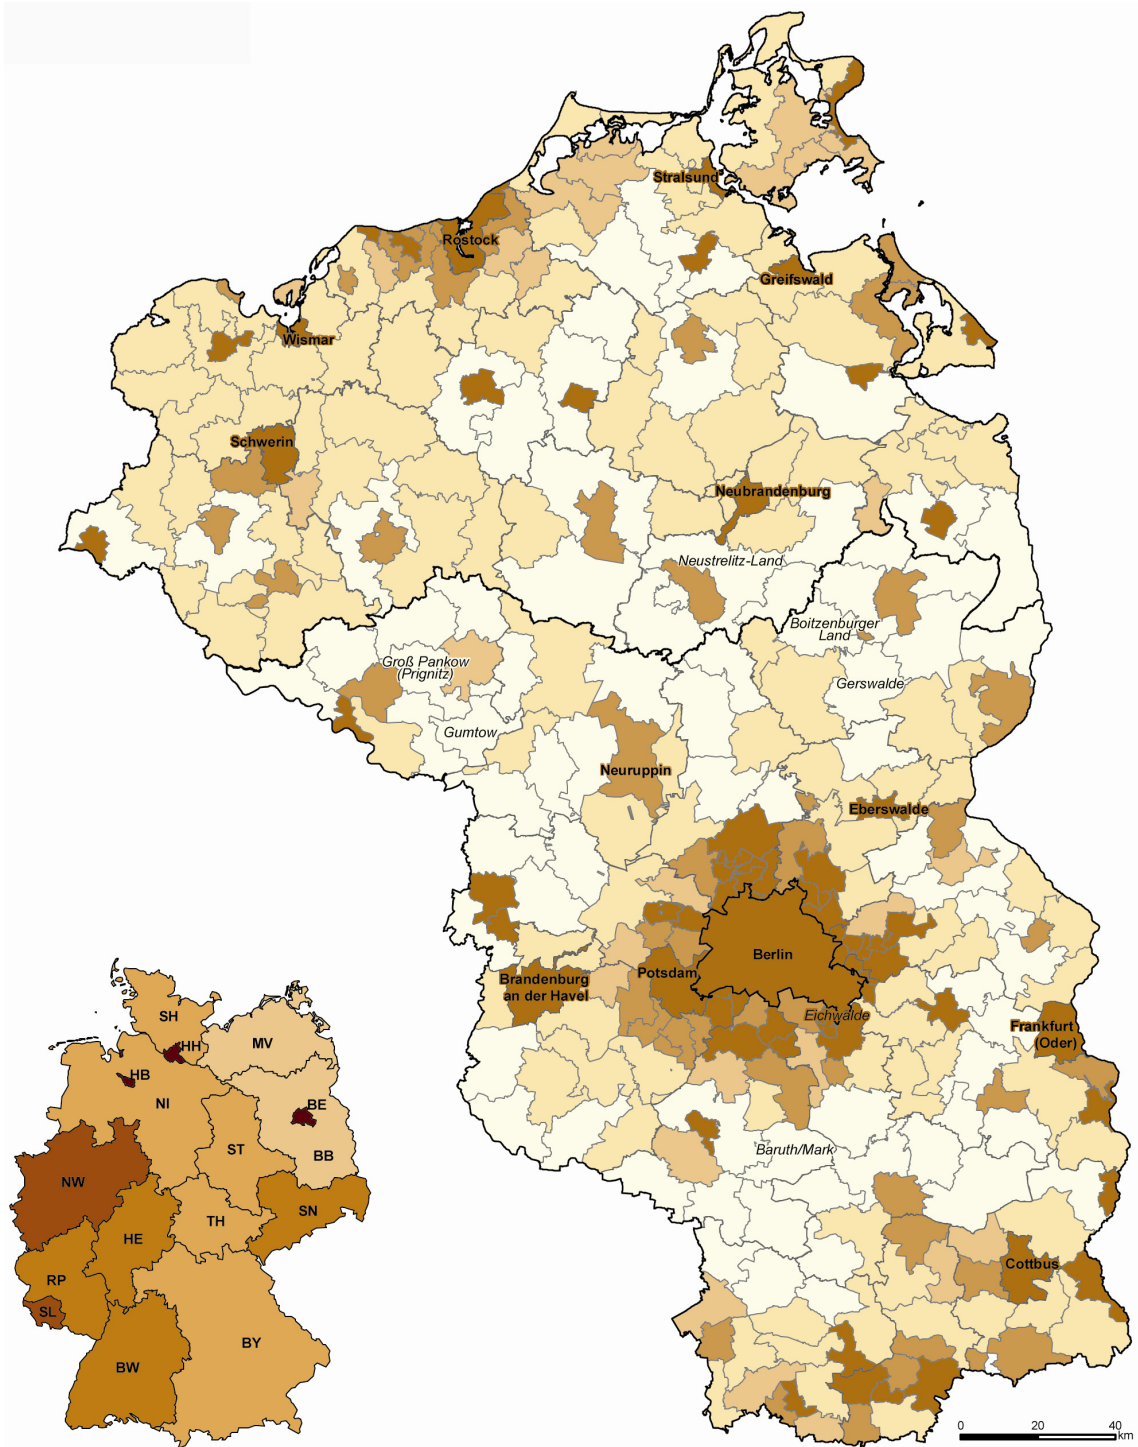 Stralsund
Rostock
Greifswald
Wismar
Schwerin
Neubrandenburg
Neustrelitz-Land
Boitzenburger
Land
Groß Pankow
(Prignitz)
Gerswalde
Gumtow
Neuruppin
Eberswalde
Berlin
Potsdam
Brandenburg
an der Havel
Eichwalde
Frankfurt
(Oder)
Baruth/Mark
Cottbus
SH
HH
MV
HB
NI
BE
BB
ST
NW
SN
TH
HE
RP
SL
BY
BW
0 20 40
km